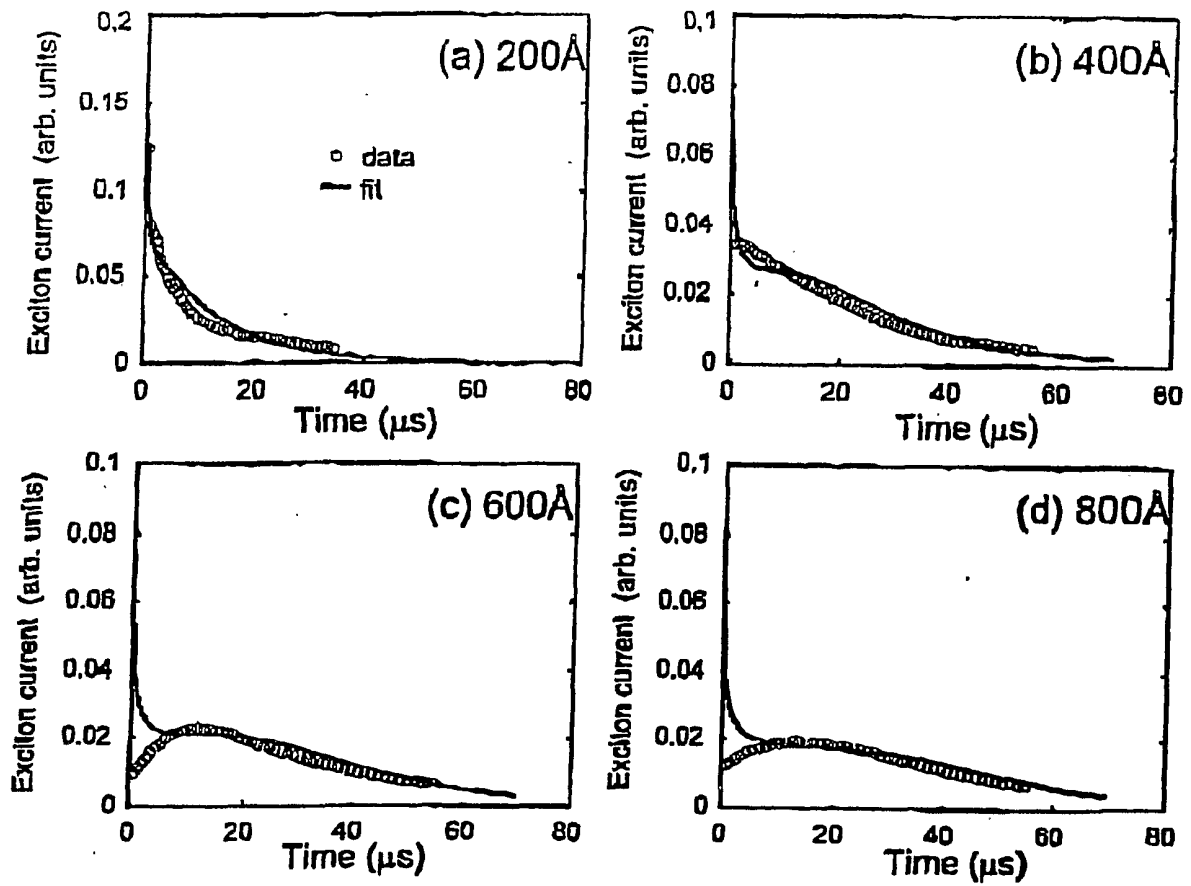 (a) 200Å
Exciton current (arb. units)
0.2
0.15
0.1
0.05
0
data
fit
0 20 40 60 80
Time (μs)
(b) 400Å
Exciton current (arb. units)
0.1
0.08
0.06
0.04
0.02
0
0 20 40 60 80
Time (μs)
(c) 600Å
Exciton current (arb. units)
0.1
0.08
0.06
0.04
0.02
0
0 20 40 60 80
Time (μs)
(d) 800Å
Exciton current (arb. units)
0.1
0.08
0.06
0.04
0.02
0
0 20 40 60 80
Time (μs)